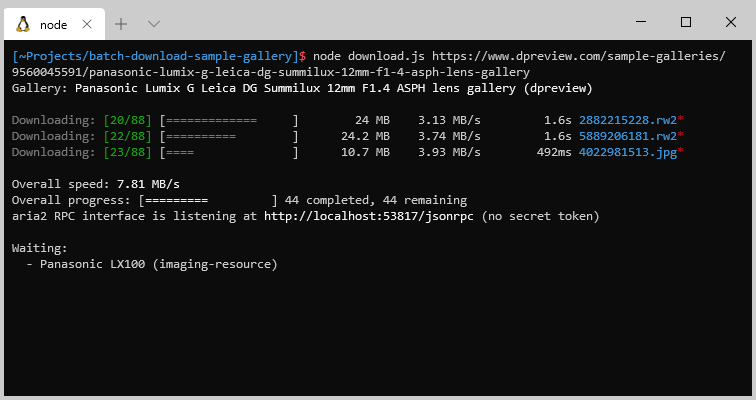 node
[~Projects/batch-download-sample-gallery]$ node download.js https://www.dpreview.com/sample-galleries/
9560045591/panasonic-lumix-g-leica-dg-summilux-12mm-f1-4-asph-lens-gallery
Gallery: Panasonic Lumix G Leica DG Summilux 12mm F1.4 ASPH lens gallery (dpreview)
Downloading: [20/88] [=============     ] 24 MB 3.13 MB/s 1.6s 2882215228.rw2*
Downloading: [22/88] [==========        ] 24.2 MB 3.74 MB/s 1.6s 5889206181.rw2*
Downloading: [23/88] [====              ] 10.7 MB 3.93 MB/s 492ms 4022981513.jpg*
Overall speed: 7.81 MB/s
Overall progress: [=========         ] 44 completed, 44 remaining
aria2 RPC interface is listening at http://localhost:53817/jsonrpc (no secret token)
Waiting:
- Panasonic LX100 (imaging-resource)